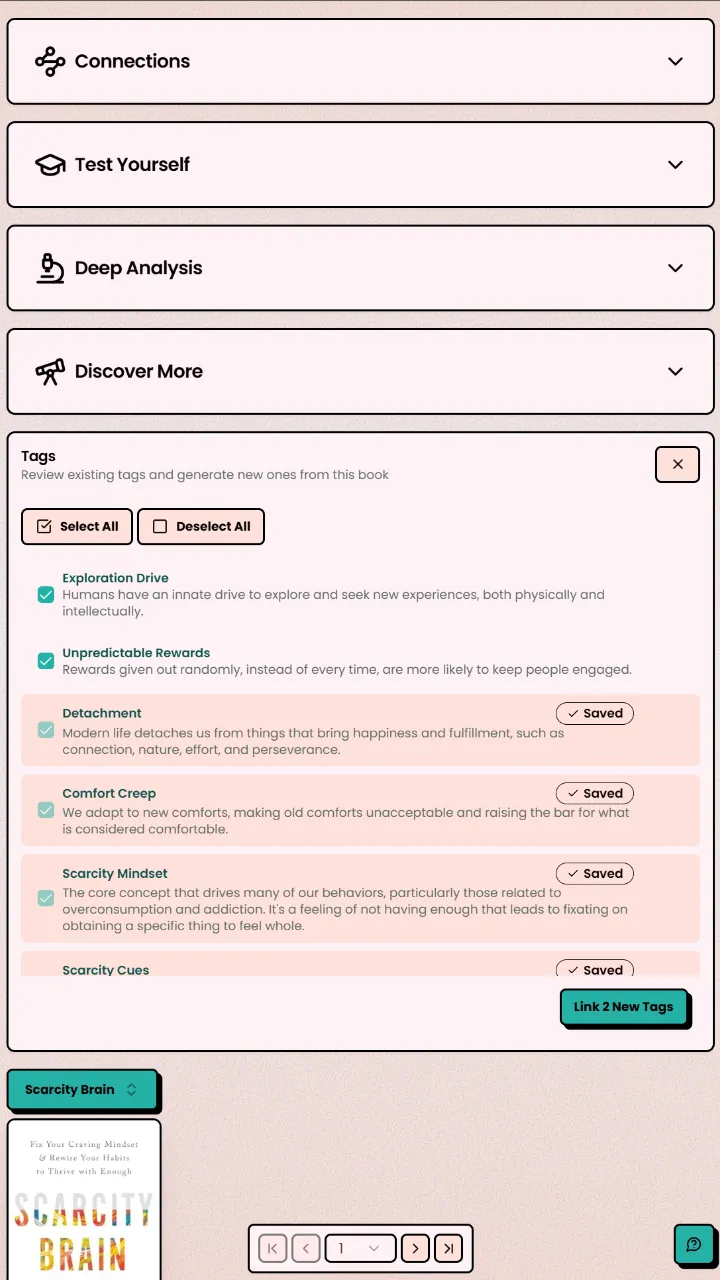 Connections
Test Yourself
Deep Analysis
Discover More
Tags
Review existing tags and generate new ones from this book
Select All
Deselect All
Exploration Drive
Humans have an innate drive to explore and seek new experiences, both physically and
intellectually.
Unpredictable Rewards
Rewards given out randomly, instead of every time, are more likely to keep people engaged.
Detachment
Saved
Modern life detaches us from things that bring happiness and fulfillment, such as
connection, nature, effort, and perseverance.
Comfort Creep
Saved
We adapt to new comforts, making old comforts unacceptable and raising the bar for what
is considered comfortable.
Scarcity Mindset
Saved
The core concept that drives many of our behaviors, particularly those related to
overconsumption and addiction. It's a feeling of not having enough that leads to fixating on
obtaining a specific thing to feel whole.
Scarcity Cues
Saved
Link 2 New Tags
Scarcity Brain
Fix Your Craving Mindset
& Rewire Your Habits
to Thrive with Enough
SCARCITY
BRAIN
1